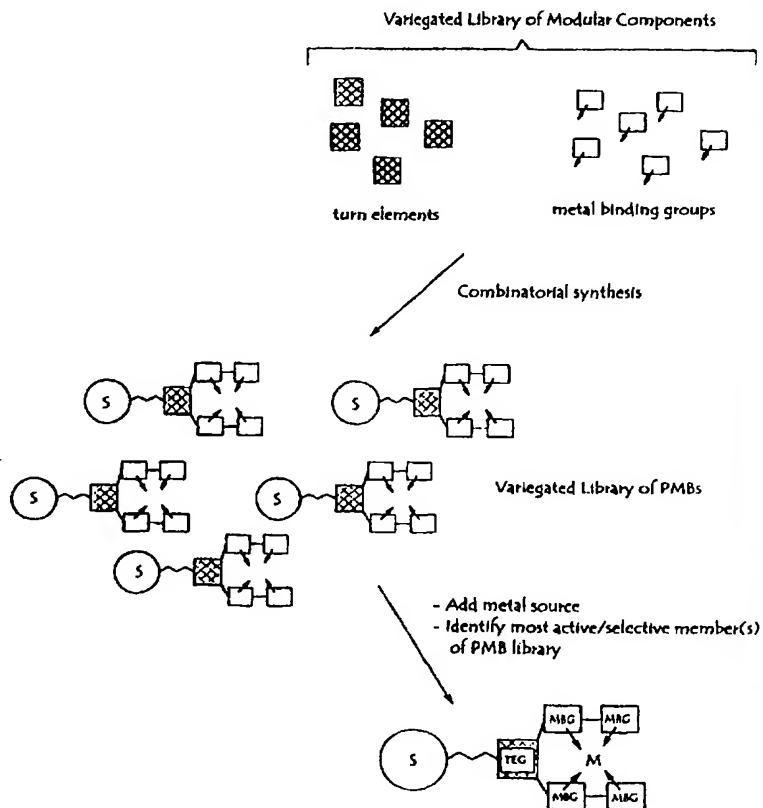 Variegated Library of Modular Components
turn elements
metal binding groups
Combinatorial synthesis
S
S
S
S
Variegated Library of PMBs
S
- Add metal source
- Identify most active/selective member(s)
of PMB library
MBG MBG
S TEG M
MBG MBG